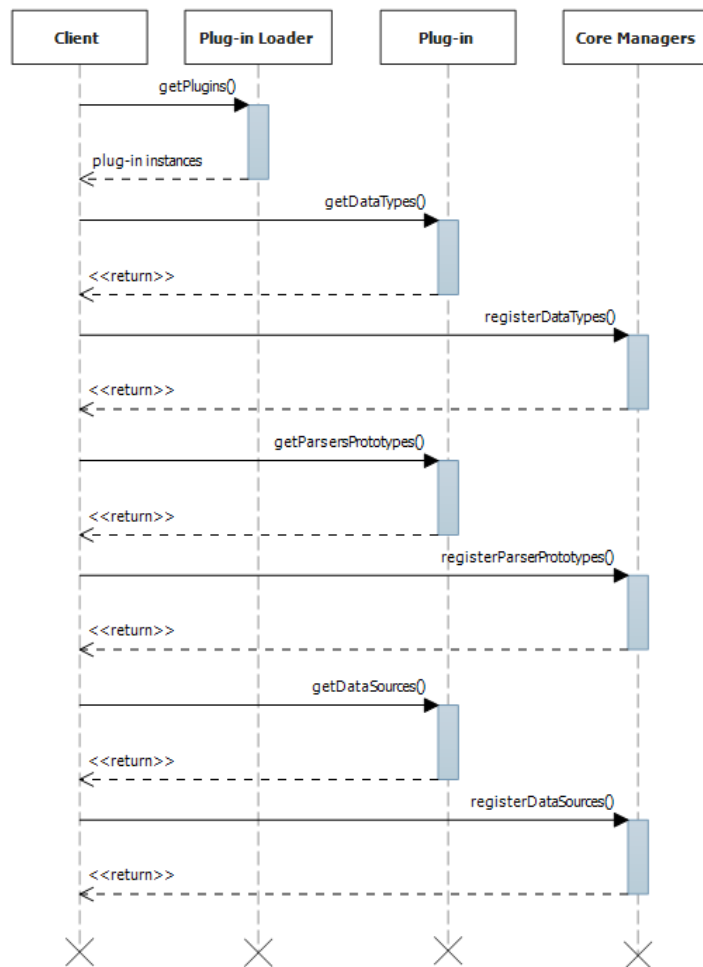 Client
Plug-in Loader
Plug-in
Core Managers
getPlugins()
plug-in instances
getDataTypes()
<<return>>
registerDataTypes()
<<return>>
getParsersPrototypes()
<<return>>
registerParserPrototypes()
<<return>>
getDataSources()
<<return>>
registerDataSources()
<<return>>